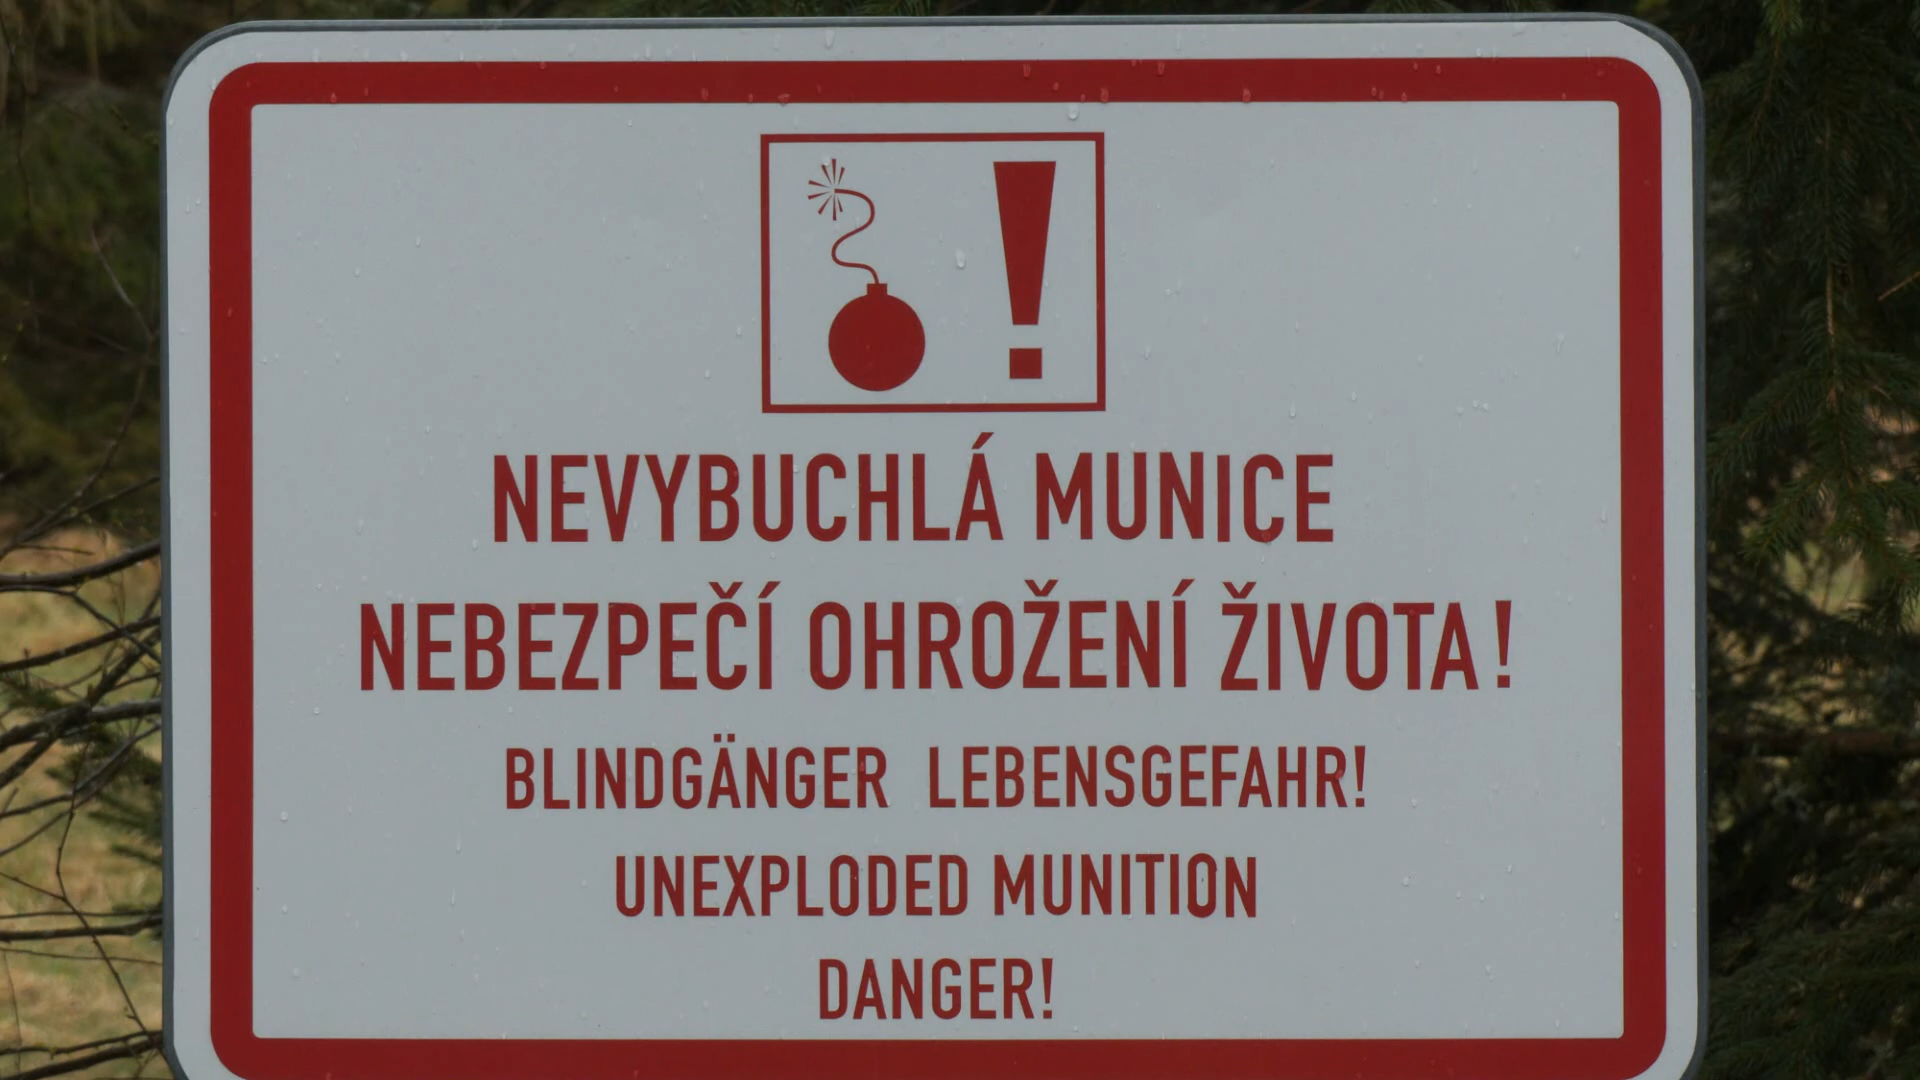 NEVYBUCHLÁ MUNICE
NEBEZPEČÍ OHROŽENÍ ŽIVOTA!
BLINDGÄNGER LEBENSGEFAHR!
UNEXPLODED MUNITION
DANGER!